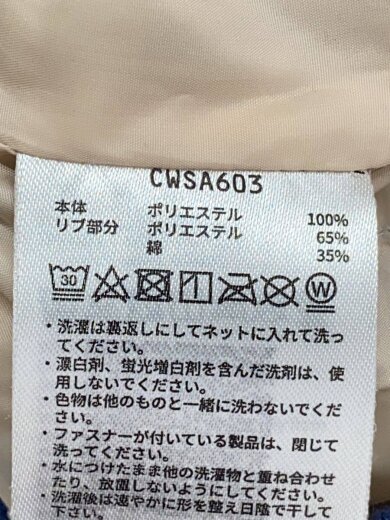 CWSA603
本体 ポリエステル 100%
リブ部分 ポリエステル 65%
綿 35%
30
W
・洗濯は裏返しにしてネットに入れて洗っ
てください。
・漂白剤、蛍光増白剤を含んだ洗剤は、使
用しないでください。
・色物は他のものと一緒に洗わないでくだ
さい。
・ファスナーが付いている製品は、閉じて
洗ってください。
・水につけたまま他の洗濯物と重ね合わせ
たり、放置しないようにしてください。
・洗濯後は速やかに形を整え日陰で干して
下さい。